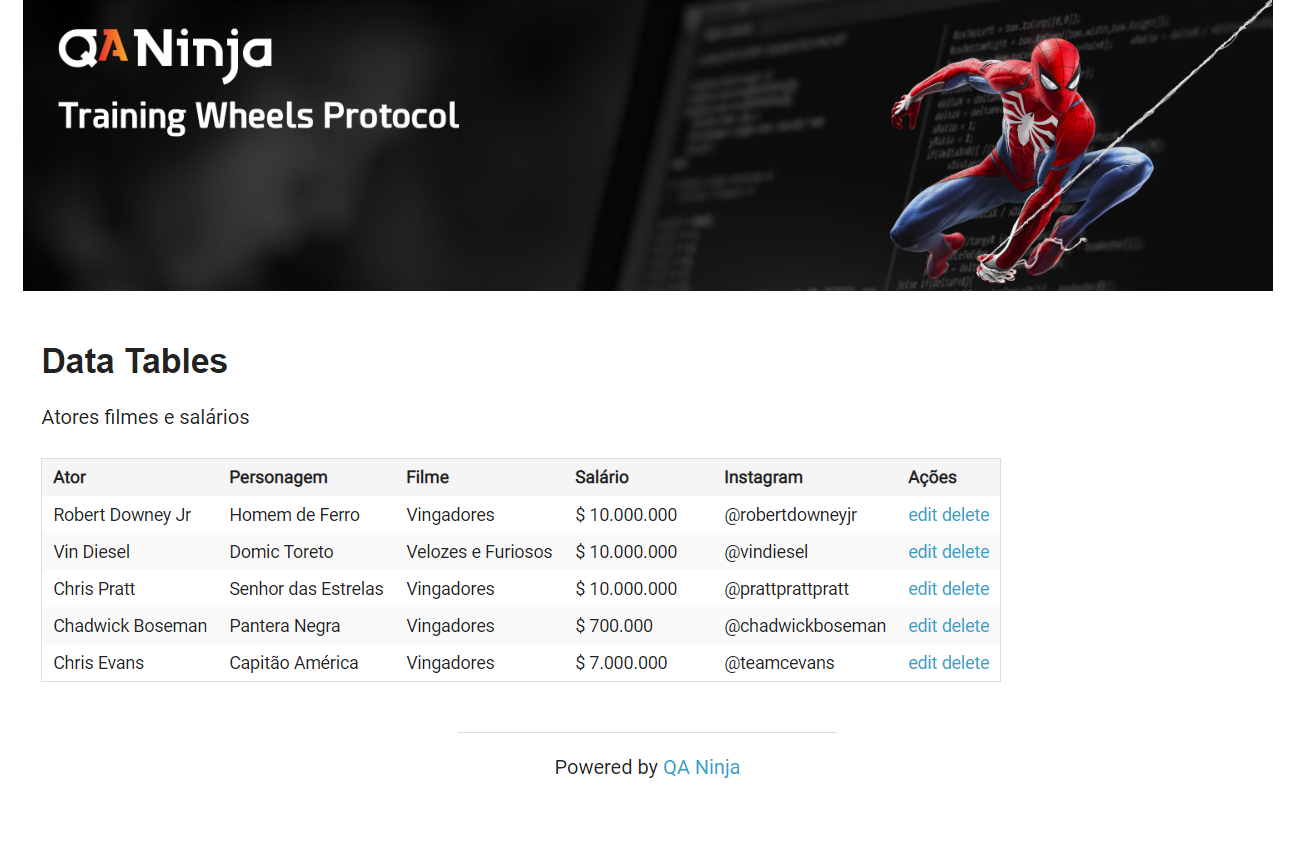 QA Ninja
Training Wheels Protocol
Data Tables
Atores filmes e salários
Ator Personagem Filme Salário Instagram Ações
Robert Downey Jr Homem de Ferro Vingadores $ 10.000.000 @robertdowneyjr edit delete
Vin Diesel Domic Toreto Velozes e Furiosos $ 10.000.000 @vindiesel edit delete
Chris Pratt Senhor das Estrelas Vingadores $ 10.000.000 @prattprattpratt edit delete
Chadwick Boseman Pantera Negra Vingadores $ 700.000 @chadwickboseman edit delete
Chris Evans Capitão América Vingadores $ 7.000.000 @teamcevans edit delete
Powered by QA Ninja